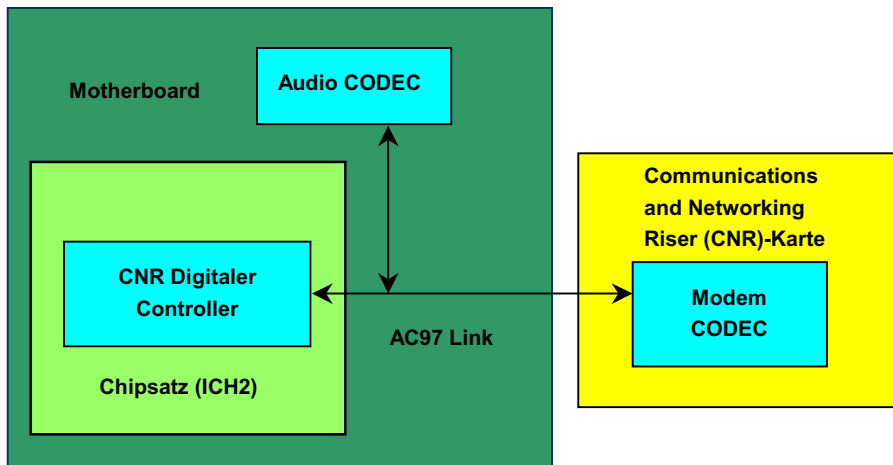 Motherboard
Audio CODEC
Communications
and Networking
Riser (CNR)-Karte
CNR Digitaler
Controller
Modem
CODEC
AC97 Link
Chipsatz (ICH2)